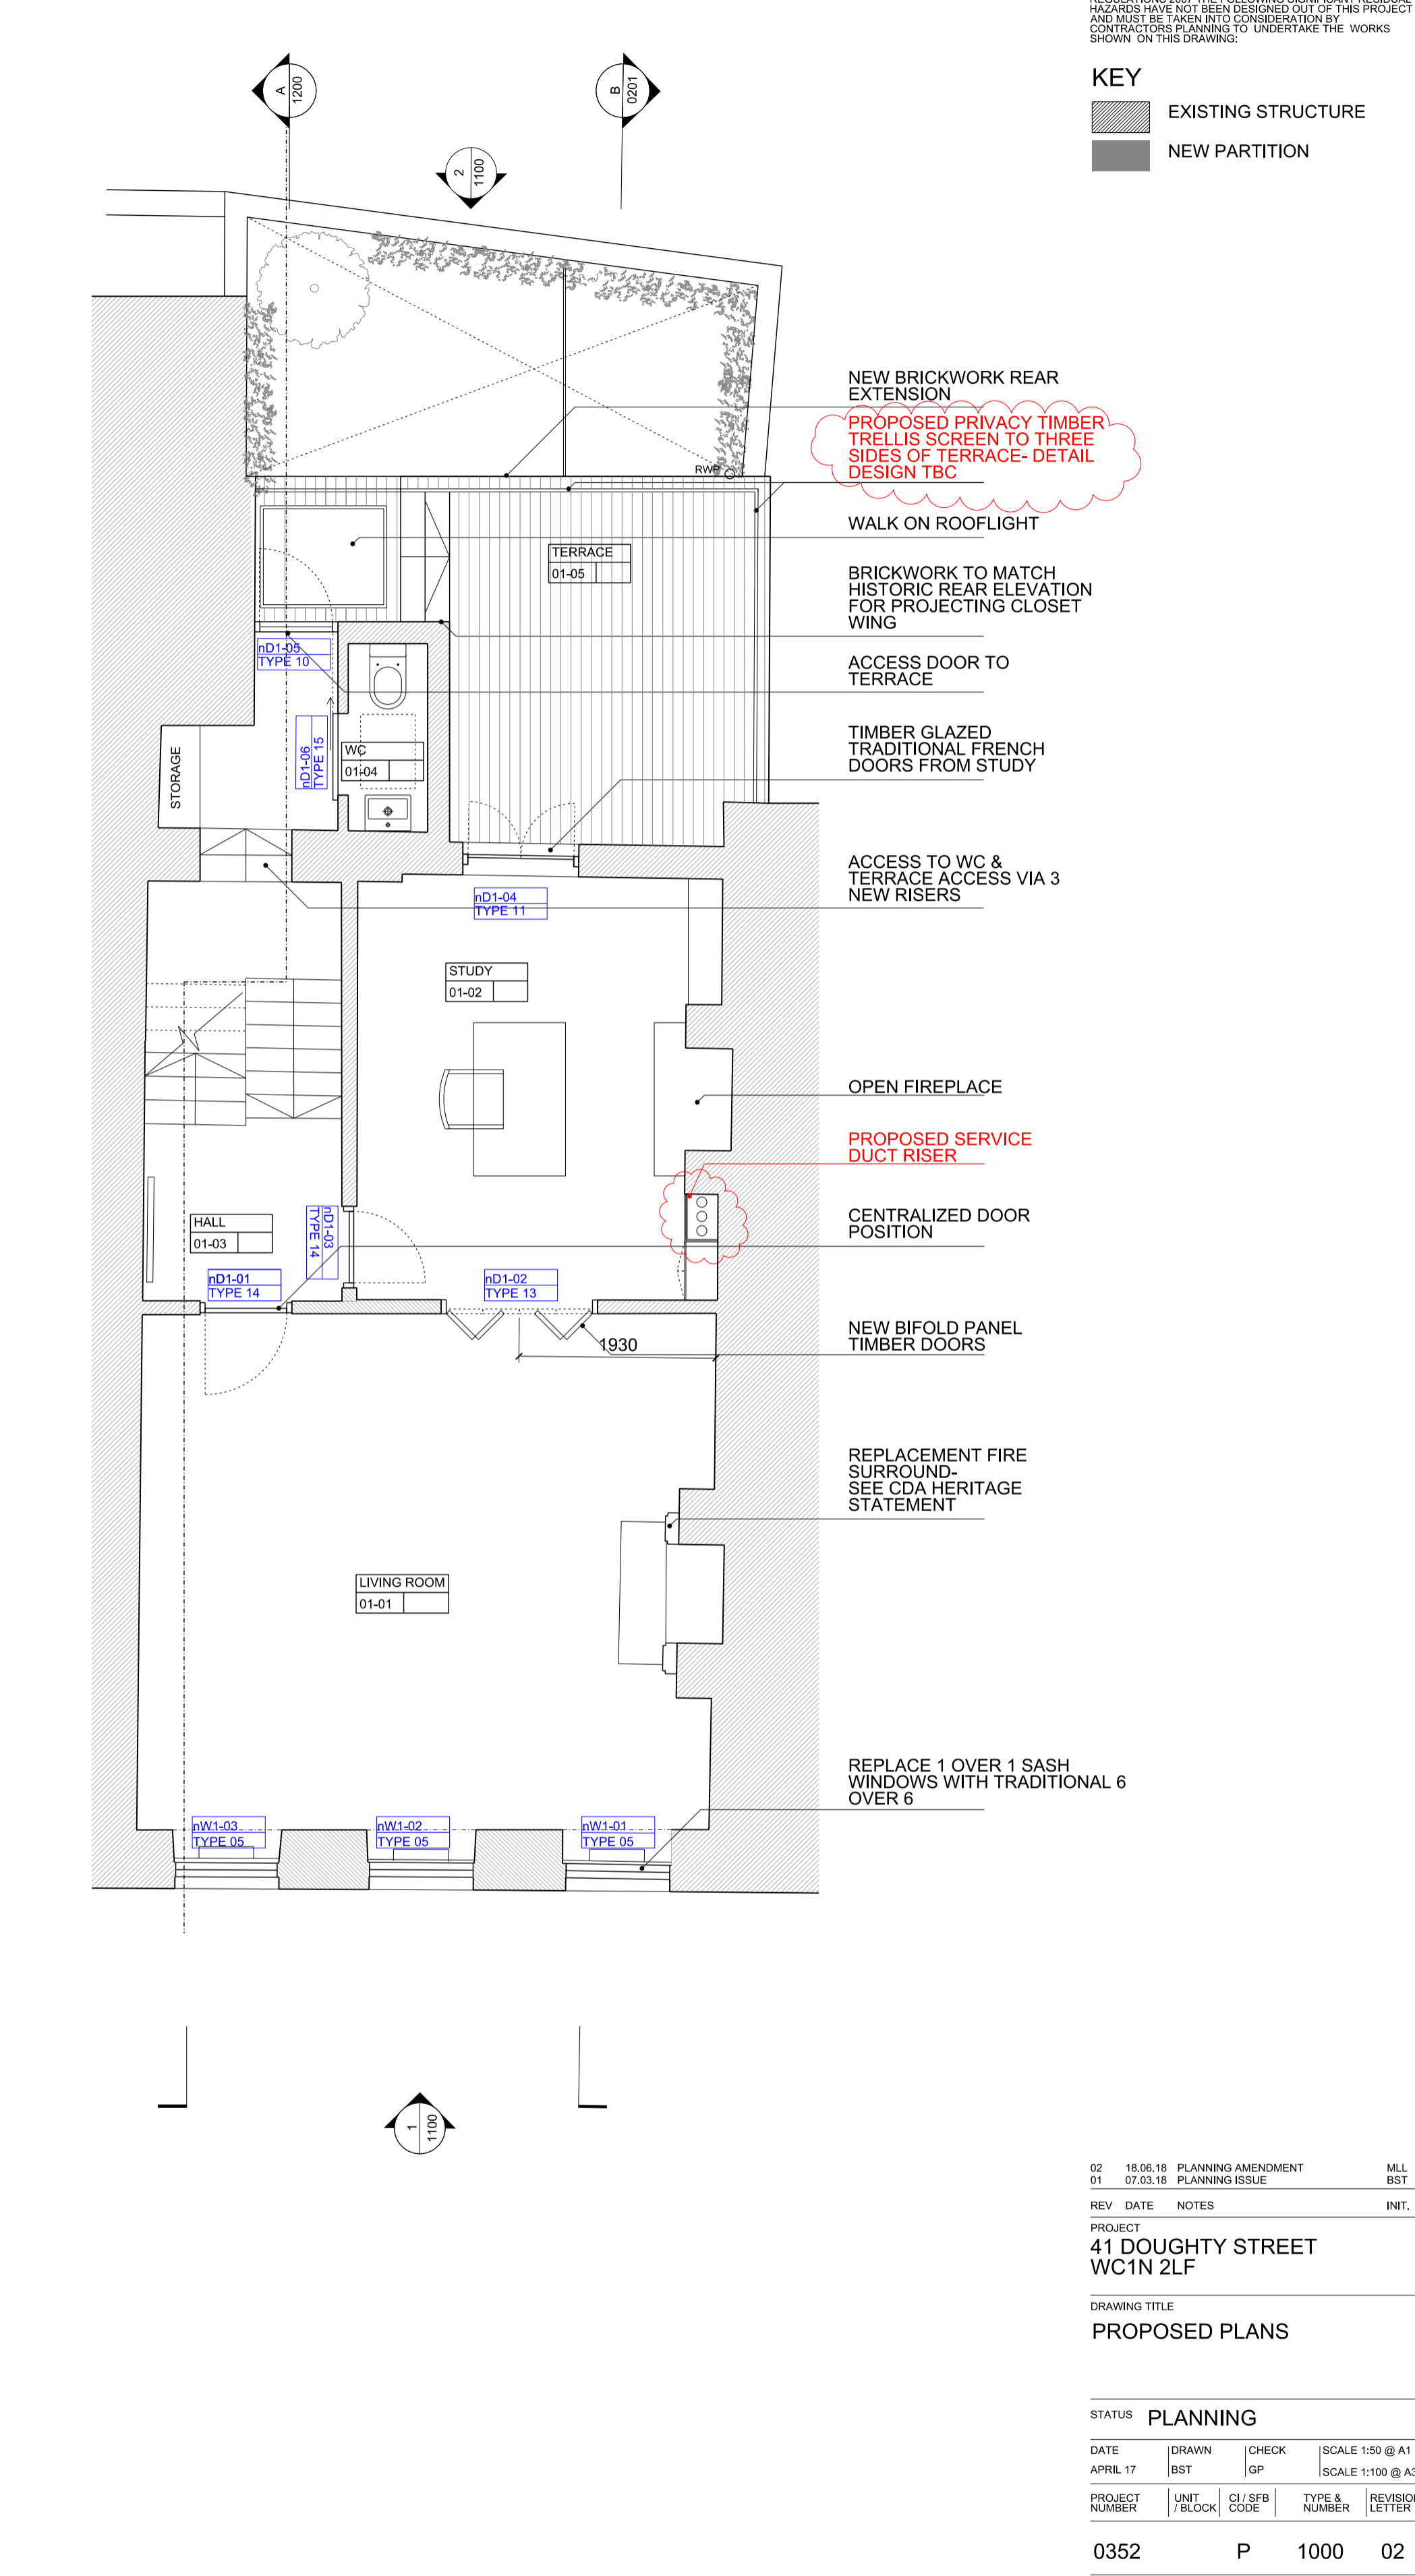 HAZARDS HAVE NOT BEEN DESIGNED OUT OF THIS PROJECT
AND MUST BE TAKEN INTO CONSIDERATION BY
CONTRACTORS PLANNING TO UNDERTAKE THE WORKS
SHOWN ON THIS DRAWING:
KEY
EXISTING STRUCTURE
NEW PARTITION
A
1200
B
0201
2
1100
NEW BRICKWORK REAR
EXTENSION
PROPOSED PRIVACY TIMBER
TRELLIS SCREEN TO THREE
SIDES OF TERRACE- DETAIL
DESIGN TBC
RWP
WALK ON ROOFLIGHT
TERRACE
01-05
BRICKWORK TO MATCH
HISTORIC REAR ELEVATION
FOR PROJECTING CLOSET
WING
nD1-05
TYPE 10
ACCESS DOOR TO
TERRACE
nD1-06
TYPE 15
WC
01-04
STORAGE
TIMBER GLAZED
TRADITIONAL FRENCH
DOORS FROM STUDY
ACCESS TO WC &
TERRACE ACCESS VIA 3
NEW RISERS
nD1-04
TYPE 11
STUDY
01-02
OPEN FIREPLACE
PROPOSED SERVICE
DUCT RISER
HALL
01-03
nD1-03
TYPE 14
CENTRALIZED DOOR
POSITION
nD1-01
TYPE 14
nD1-02
TYPE 13
NEW BIFOLD PANEL
TIMBER DOORS
1930
REPLACEMENT FIRE
SURROUND-
SEE CDA HERITAGE
STATEMENT
LIVING ROOM
01-01
REPLACE 1 OVER 1 SASH
WINDOWS WITH TRADITIONAL 6
OVER 6
nW1-03
TYPE 05
nW1-02
TYPE 05
nW1-01
TYPE 05
1
1100
02 18.06.18 PLANNING AMENDMENT MLL
01 07.03.18 PLANNING ISSUE BST
REV DATE NOTES INIT.
PROJECT
41 DOUGHTY STREET
WC1N 2LF
DRAWING TITLE
PROPOSED PLANS
STATUS PLANNING
DATE DRAWN CHECK SCALE 1:50 @ A1
APRIL 17 BST GP SCALE 1:100 @ A3
PROJECT NUMBER
UNIT / BLOCK
CI / SFB CODE
TYPE & NUMBER
LETTER
0352 P 1000 02